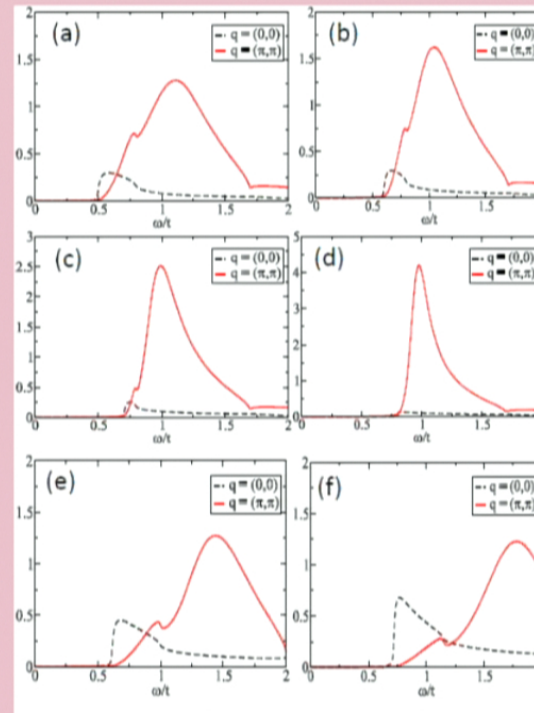 (a)
q = (0,0)
q = (π,π)
2
1.5
1
0.5
0
0 0.5 1 1.5 2
ω/t
(b)
q = (0,0)
q = (π,π)
2
1.5
1
0.5
0
0 0.5 1 1.5
ω/t
(c)
q = (0,0)
q = (π,π)
3
2.5
2
1.5
1
0.5
0
0 0.5 1 1.5 2
ω/t
(d)
q = (0,0)
q = (π,π)
5
4
3
2
1
0
0 0.5 1 1.5
ω/t
(e)
q = (0,0)
q = (π,π)
2
1.5
1
0.5
0
0 0.5 1 1.5 2
ω/t
(f)
q = (0,0)
q = (π,π)
2
1.5
1
0.5
0
0 0.5 1 1.5
ω/t